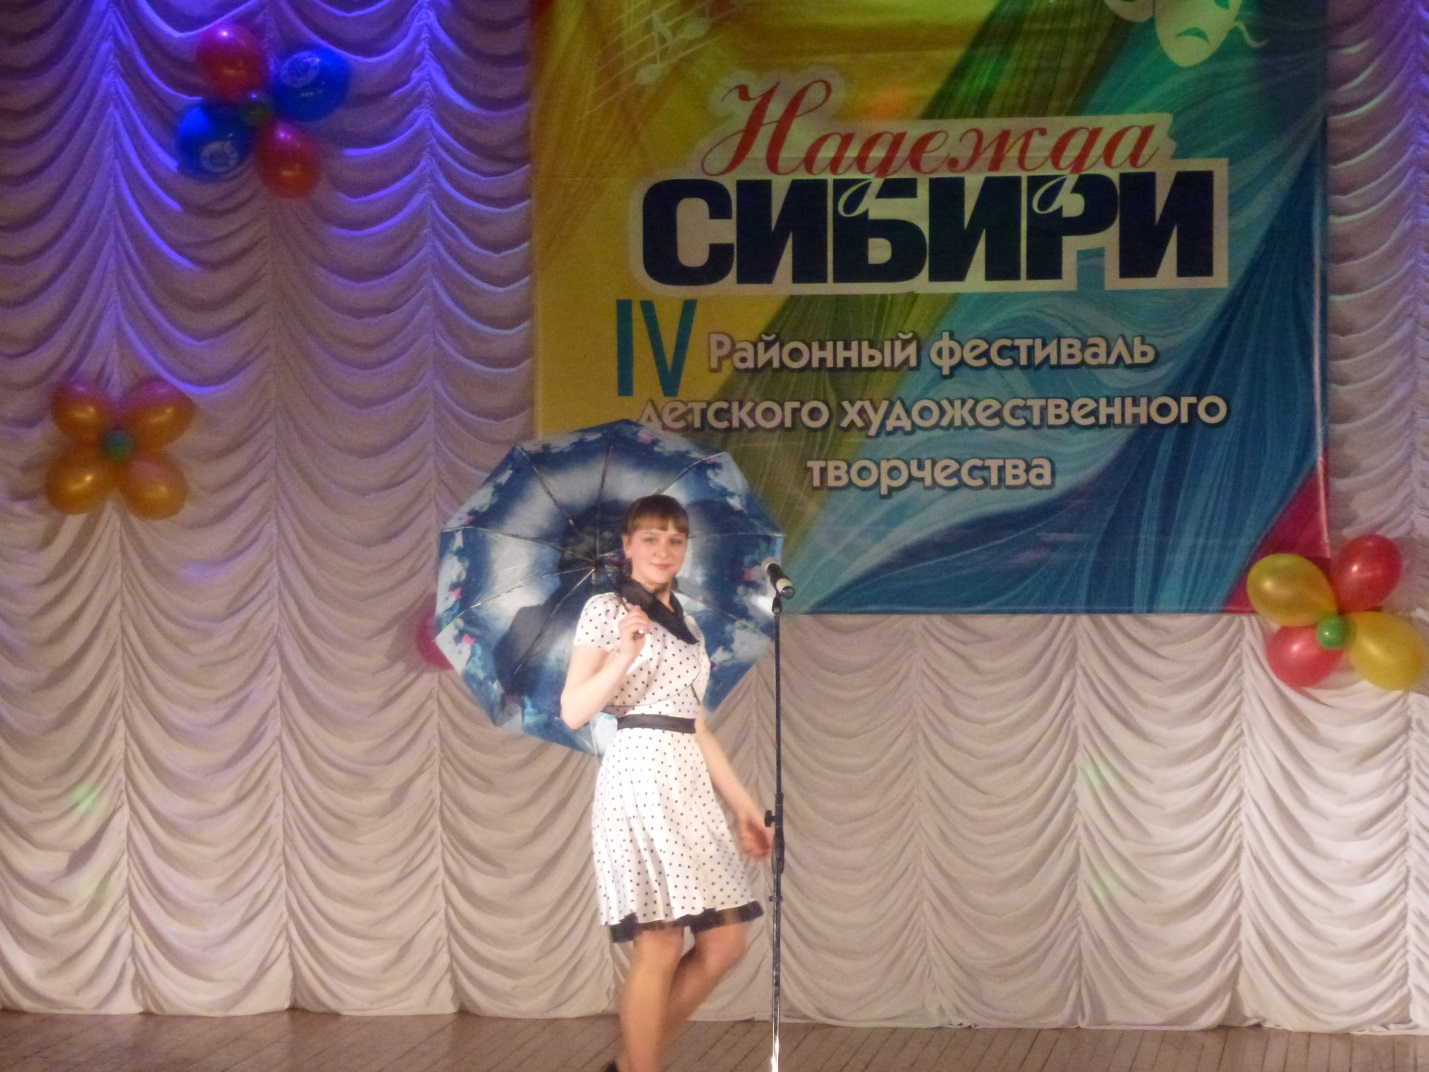 Надежда
СИБИРИ
IV Районный фестиваль
детского художественного
творчества